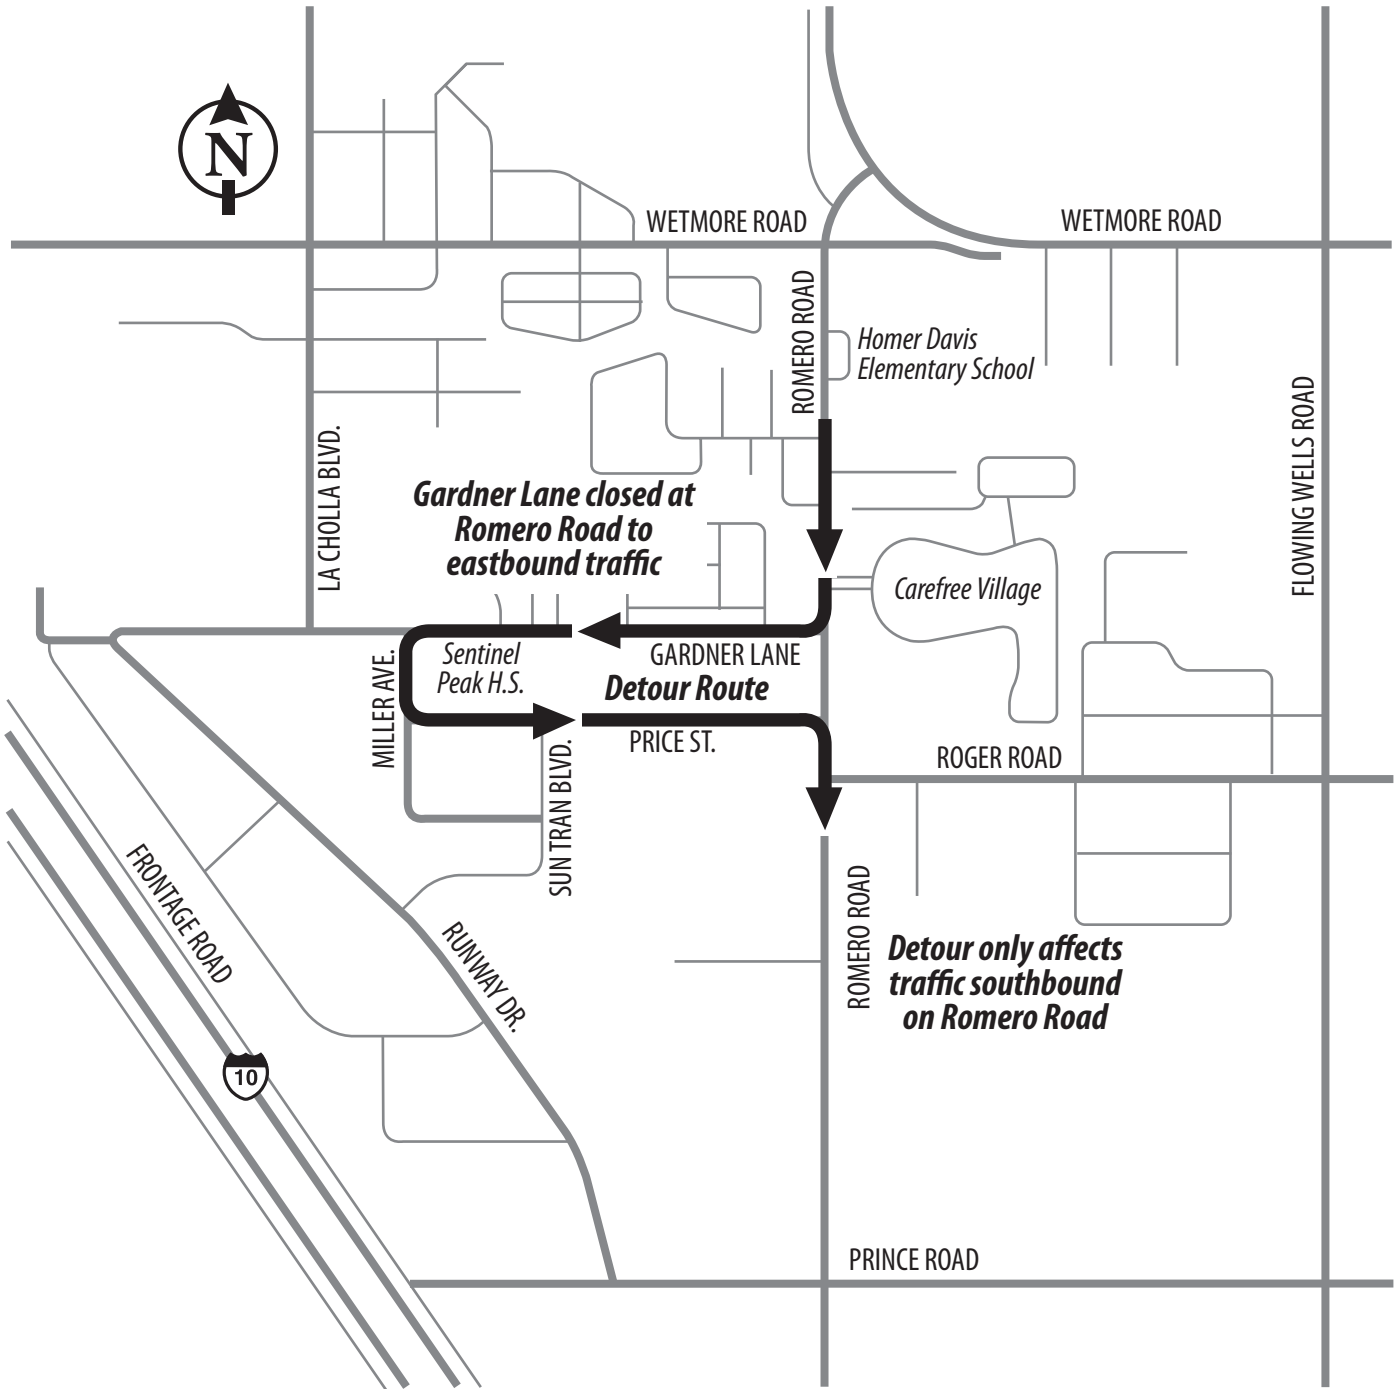 N
WETMORE ROAD
WETMORE ROAD
ROMERO ROAD
Homer Davis
Elementary School
LA CHOLLA BLVD.
FLOWING WELLS ROAD
Gardner Lane closed at
Romero Road to
eastbound traffic
Carefree Village
MILLER AVE.
Sentinel
Peak H.S.
GARDNER LANE
Detour Route
PRICE ST.
ROGER ROAD
SUN TRAN BLVD.
FRONTAGE ROAD
RUNWAY DR.
ROMERO ROAD
Detour only affects
traffic southbound
on Romero Road
10
PRINCE ROAD